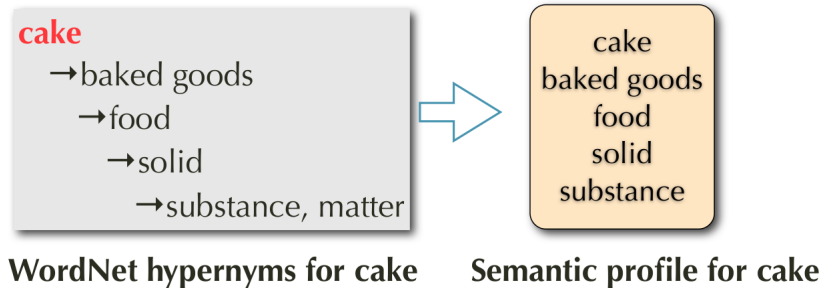 cake
→baked goods
→food
→solid
→substance, matter
WordNet hypernyms for cake
cake
baked goods
food
solid
substance
Semantic profile for cake